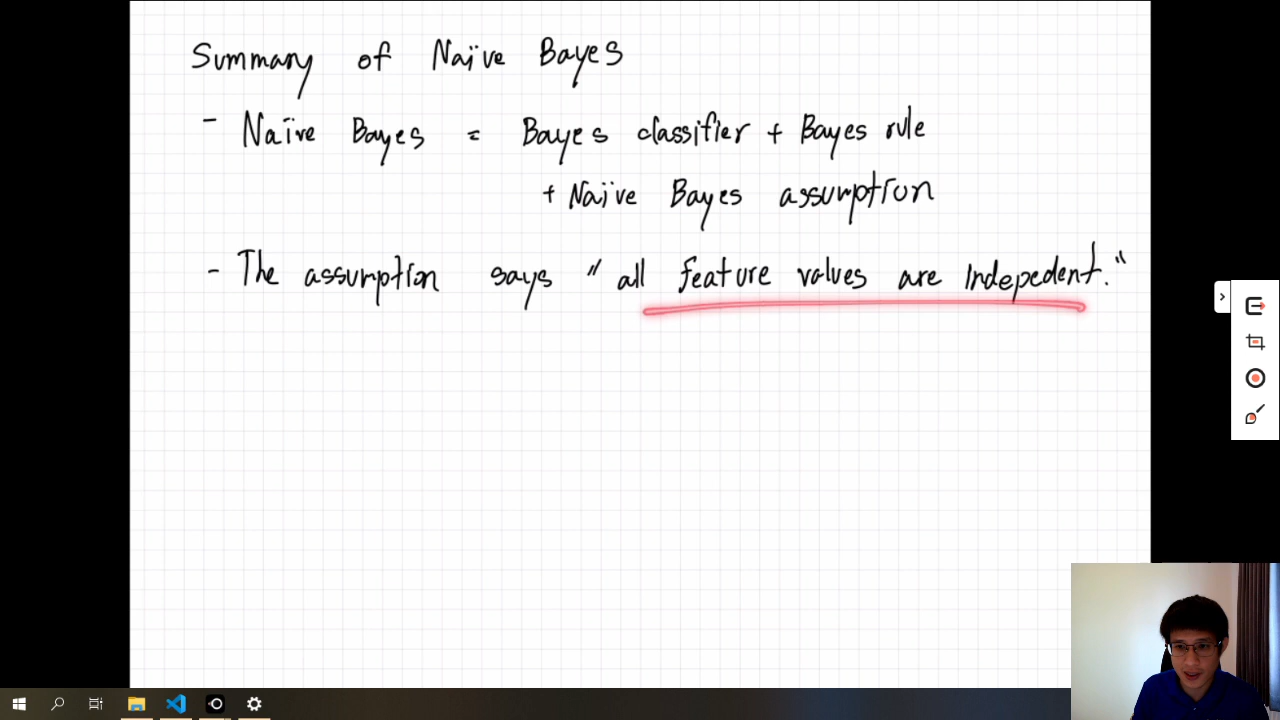 Summary of Naïve Bayes
- Naïve Bayes = Bayes classifier + Bayes rule
+ Naïve Bayes assumption
- The assumption says "all feature values are indepedent."